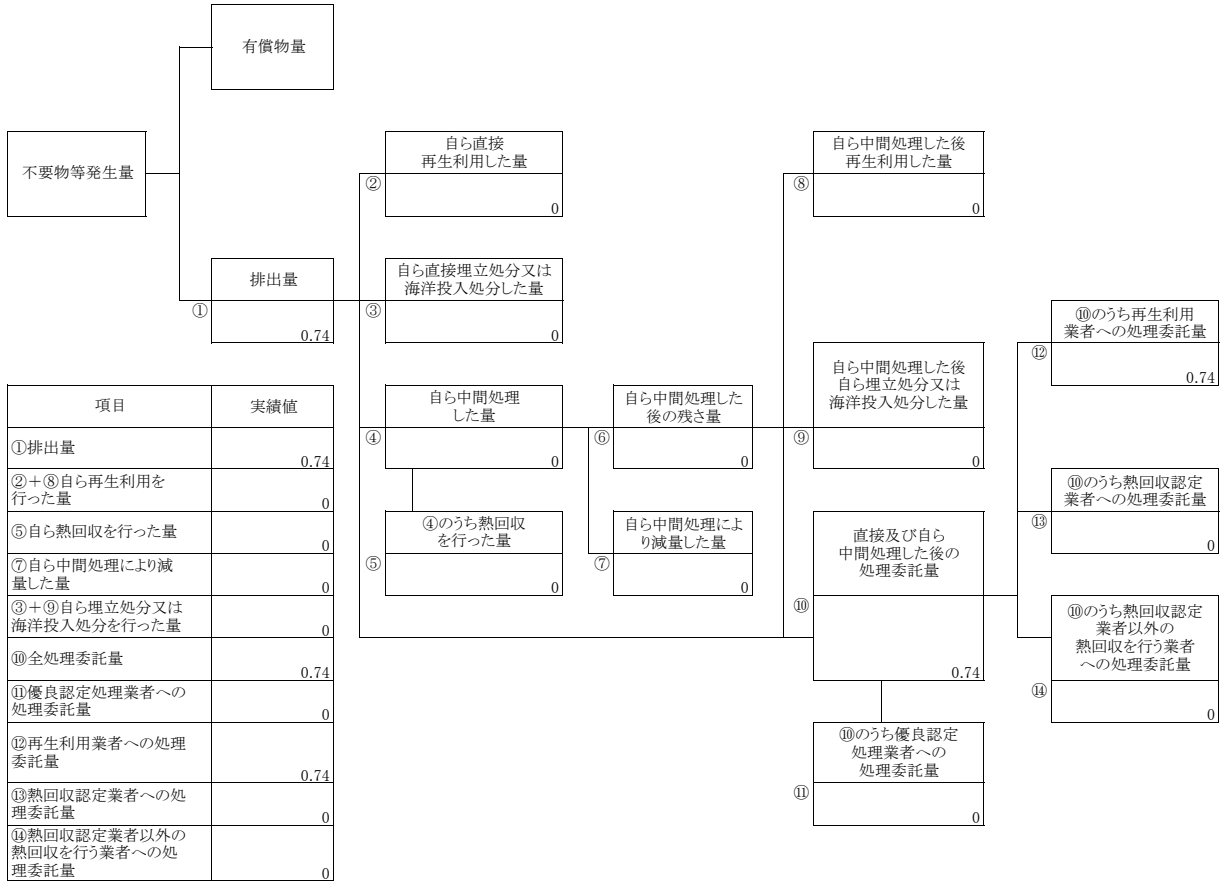 有償物量
不要物等発生量
自ら直接
再生利用した量
②
0
自ら中間処理した後
再生利用した量
⑧
0
排出量
①
0.74
自ら直接埋立処分又は
海洋投入処分した量
③
0
⑩のうち再生利用
業者への処理委託量
⑫
0.74
自ら中間処理
した量
④
0
自ら中間処理した
後の残さ量
⑥
0
自ら中間処理した後
自ら埋立処分又は
海洋投入処分した量
⑨
0
⑩のうち熱回収認定
業者への処理委託量
⑬
0
④のうち熱回収
を行った量
⑤
0
自ら中間処理によ
り減量した量
⑦
0
直接及び自ら
中間処理した後の
処理委託量
⑩
0.74
⑩のうち熱回収認定
業者以外の
熱回収を行う業者
への処理委託量
⑭
0
⑩のうち優良認定
処理業者への
処理委託量
⑪
0
項目 実績値
①排出量
0.74
②+⑧自ら再生利用を
行った量
0
⑤自ら熱回収を行った量
0
⑦自ら中間処理により減
量した量
0
③+⑨自ら埋立処分又は
海洋投入処分を行った量
0
⑩全処理委託量
0.74
⑪優良認定処理業者への
処理委託量
0
⑫再生利用業者への処理
委託量
0.74
⑬熱回収認定業者への処
理委託量
0
⑭熱回収認定業者以外の
熱回収を行う業者への処
理委託量
0